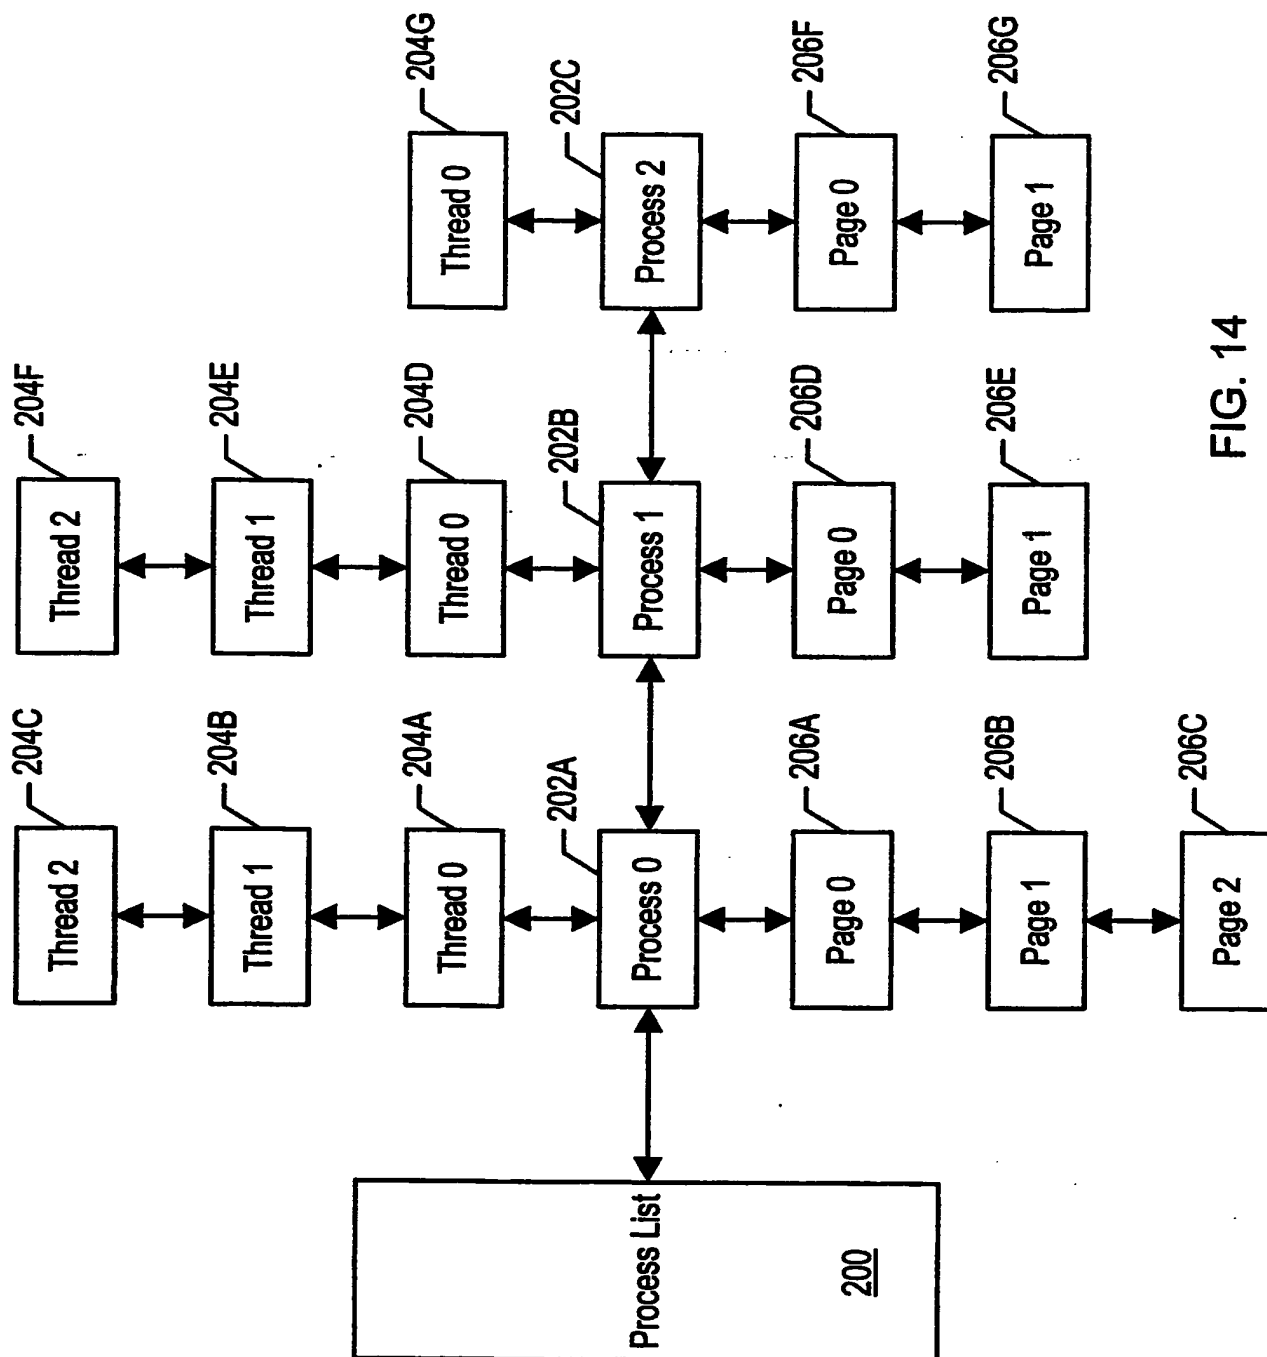 204C
Thread 2
204B
Thread 1
204A
Thread 0
202A
Process 0
206A
Page 0
206B
Page 1
206C
Page 2
204F
Thread 2
204E
Thread 1
204D
Thread 0
202B
Process 1
206D
Page 0
206E
Page 1
204G
Thread 0
202C
Process 2
206F
Page 0
206G
Page 1
Process List
200
FIG. 14